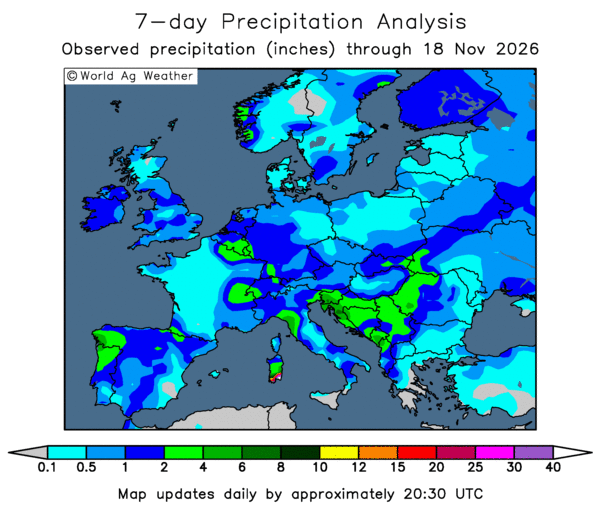 7-day Precipitation Analysis
Observed precipitation (inches) through 18 Nov 2026
© World Ag Weather
0.1 0.5 1 2 4 6 8 10 12 15 20 25 30 40
Map updates daily by approximately 20:30 UTC